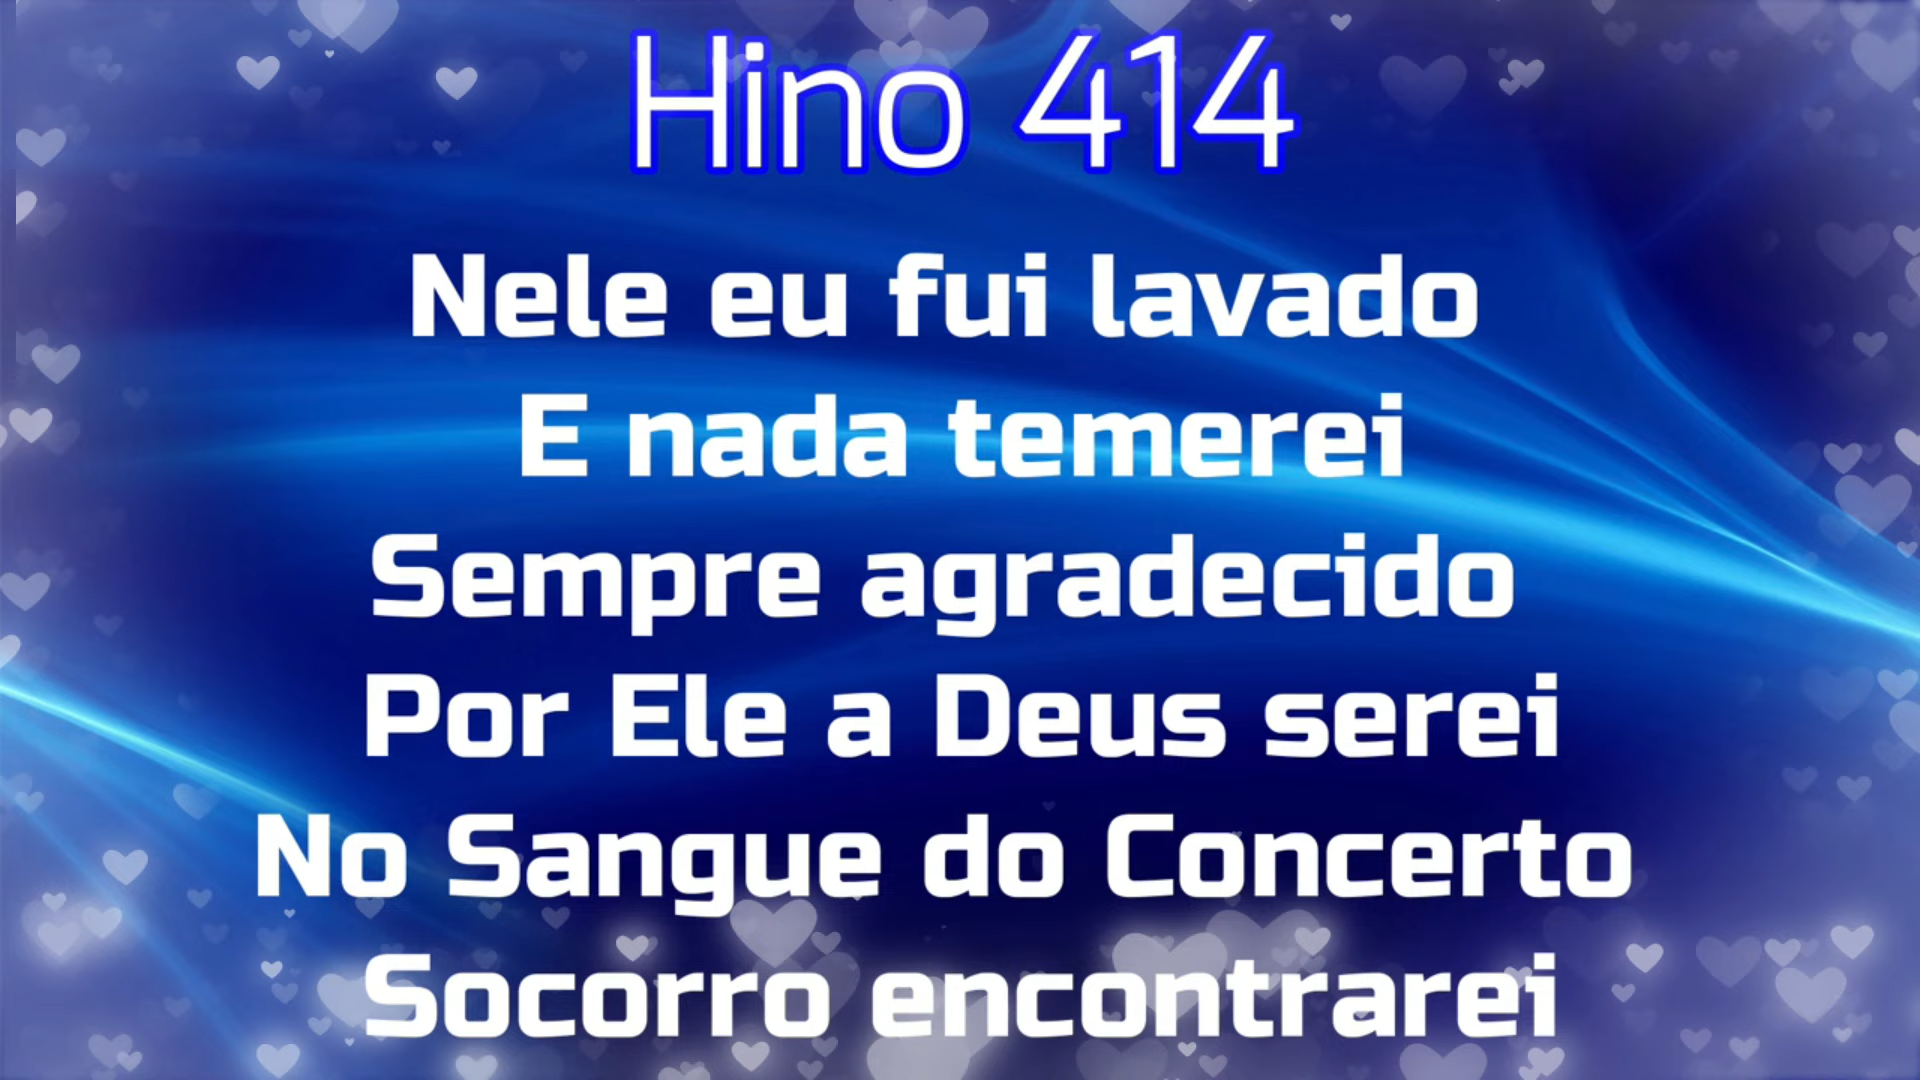 Hino 414
Nele eu fui lavado
E nada temerei
Sempre agradecido
Por Ele a Deus serei
No Sangue do Concerto
Socorro encontrarei